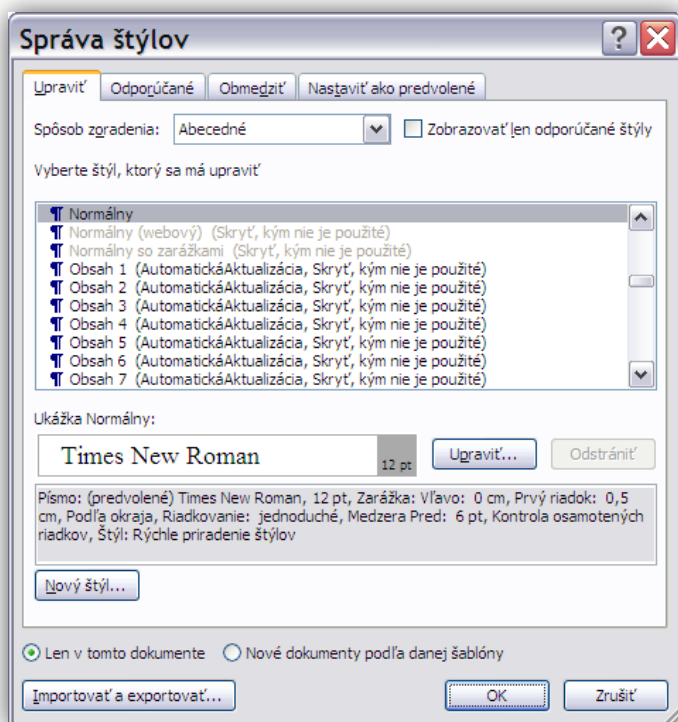 Správa štýlov
Upraviť Odporúčané Obmedziť Nastaviť ako predvolené
Spôsob zoradenia: Abecedné Zobrazovať len odporúčané štýly
Vyberte štýl, ktorý sa má upraviť
¶ Normálny
¶ Normálny (webový) (Skryť, kým nie je použité)
¶ Normálny so zarážkami (Skryť, kým nie je použité)
¶ Obsah 1 (AutomatickáAktualizácia, Skryť, kým nie je použité)
¶ Obsah 2 (AutomatickáAktualizácia, Skryť, kým nie je použité)
¶ Obsah 3 (AutomatickáAktualizácia, Skryť, kým nie je použité)
¶ Obsah 4 (AutomatickáAktualizácia, Skryť, kým nie je použité)
¶ Obsah 5 (AutomatickáAktualizácia, Skryť, kým nie je použité)
¶ Obsah 6 (AutomatickáAktualizácia, Skryť, kým nie je použité)
¶ Obsah 7 (AutomatickáAktualizácia, Skryť, kým nie je použité)
Ukážka Normálny:
Times New Roman 12 pt Upraviť... Odstrániť
Písmo: (predvolené) Times New Roman, 12 pt, Zarážka: Vľavo: 0 cm, Prvý riadok: 0,5
cm, Podľa okraja, Riadkovanie: jednoduché, Medzera Pred: 6 pt, Kontrola osamotených
riadkov, Štýl: Rýchle priradenie štýlov
Nový štýl...
Len v tomto dokumente Nové dokumenty podľa danej šablóny
Importovať a exportovať... OK Zrušiť